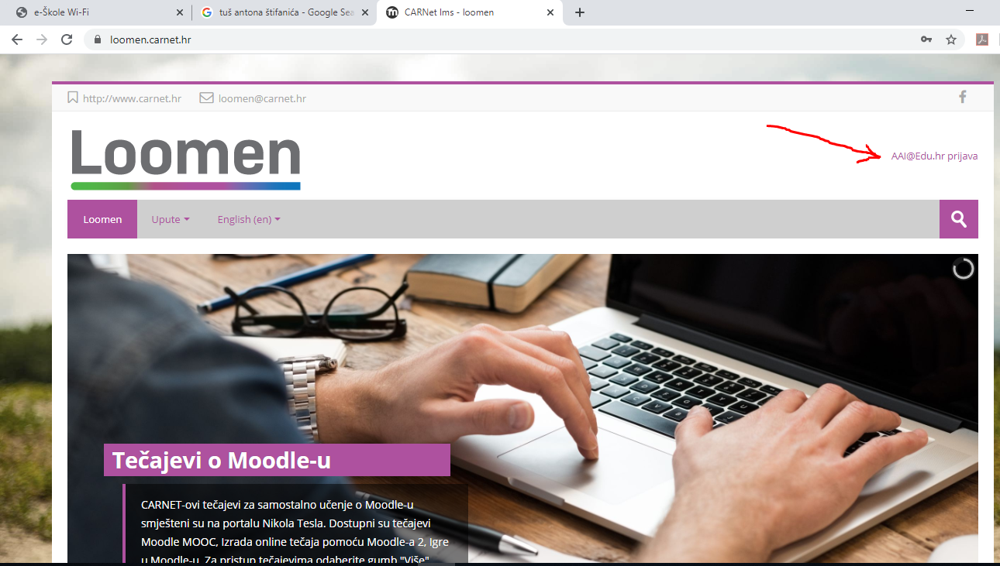 e-Škole Wi-Fi
tuš antona štifanića - Google Sea
CARNet lms - loomen
loomen.carnet.hr
http://www.carnet.hr
loomen@carnet.hr
Loomen
AAI@Edu.hr prijava
Loomen
Upute
English (en)
Tečajevi o Moodle-u
CARNET-ovi tečajevi za samostalno učenje o Moodle-u
smješteni su na portalu Nikola Tesla. Dostupni su tečajevi
Moodle MOOC, Izrada online tečaja pomoću Moodle-a 2, Igre
u Moodle-u. Za pristup tečajevima odaberite gumb "Više"